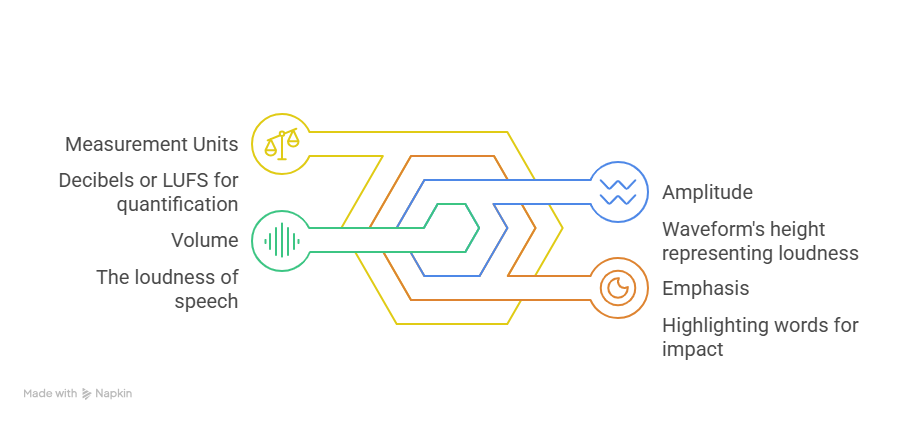 Measurement Units
Decibels or LUFS for
quantification
Volume
The loudness of
speech
Amplitude
Waveform's height
representing loudness
Emphasis
Highlighting words for
impact
Made with Napkin